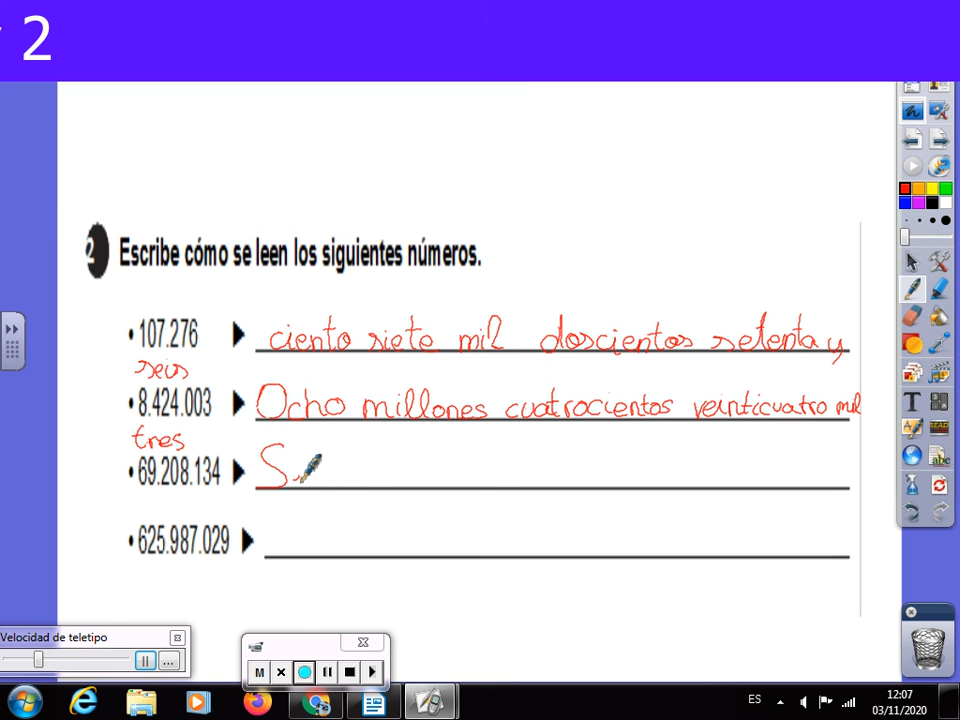 2
2 Escribe cómo se leen los siguientes números.
• 107.276 ciento siete mil doscientos setenta y
seis
• 8.424.003 Ocho millones cuatrocientos veinticuatro mil
tres
• 69.208.134 S
• 625.987.029
Velocidad de teletipo
...
M
ES
12:07
03/11/2020